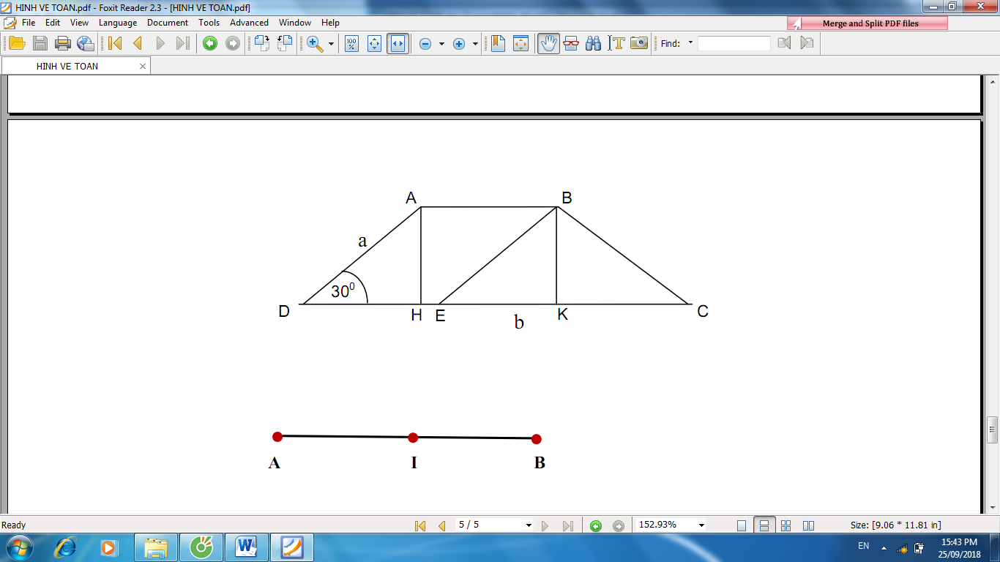 HINH VE TOAN.pdf - Foxit Reader 2.3 - [HINH VE TOAN.pdf]
File Edit View Language Document Tools Advanced Window Help
Merge and Split PDF files
100 %
Find:
HINH VE TOAN
A B
a
30⁰
D H E K C
b
A I B
Ready
5 / 5
152.93%
Size: [9.06 * 11.81 in]
EN
15:43 PM
25/09/2018